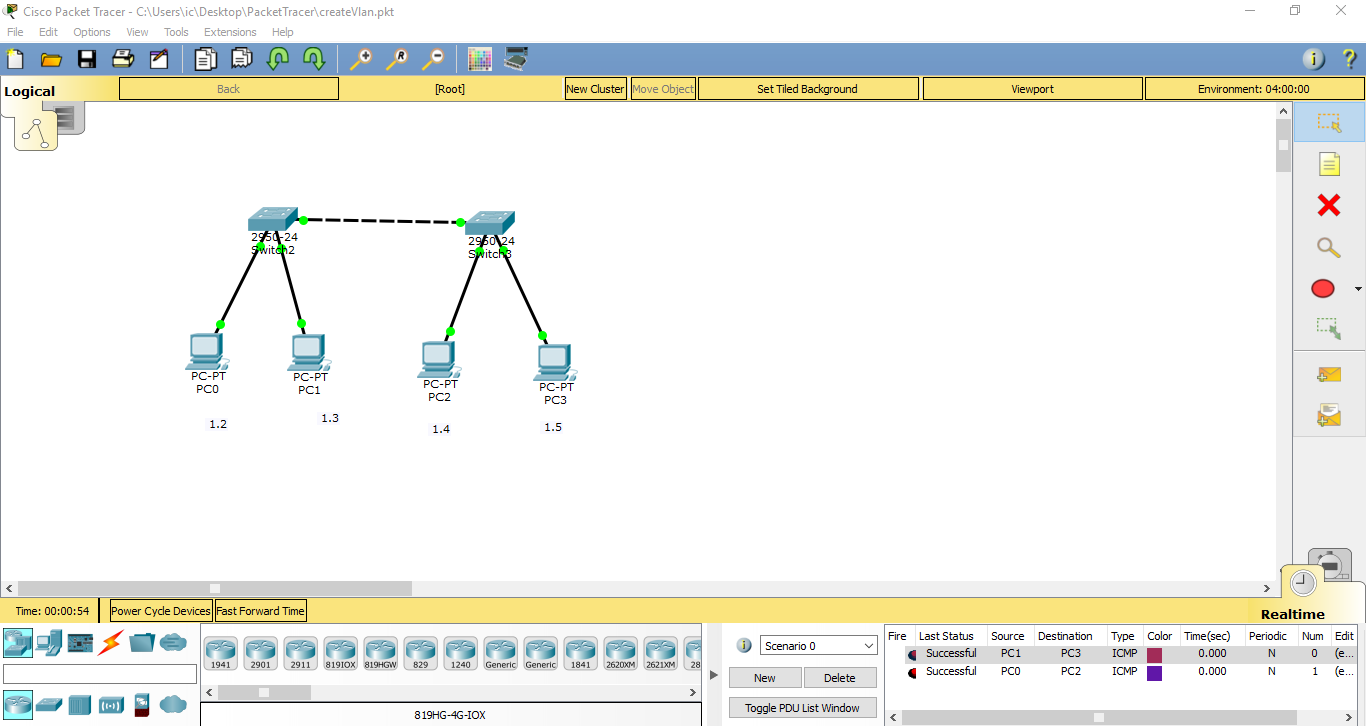 Cisco Packet Tracer - C:\Users\ic\Desktop\PacketTracer\createVlan.pkt
File Edit Options View Tools Extensions Help
Logical Back [Root] New Cluster Move Object Set Tiled Background Viewport Environment: 04:00:00
2950-24
Switch2
2950-24
Switch3
PC-PT
PC0
PC-PT
PC1
PC-PT
PC2
PC-PT
PC3
1.2
1.3
1.4
1.5
Time: 00:00:54 Power Cycle Devices Fast Forward Time
Realtime
1941 2901 2911 819IOX 819HGW 829 1240 Generic Generic 1841 2620XM 2621XM 28
819HG-4G-IOX
Scenario 0
New Delete
Toggle PDU List Window
Fire Last Status Source Destination Type Color Time(sec) Periodic Num Edit
Successful PC1 PC3 ICMP 0.000 N 0 (e...
Successful PC0 PC2 ICMP 0.000 N 1 (e...